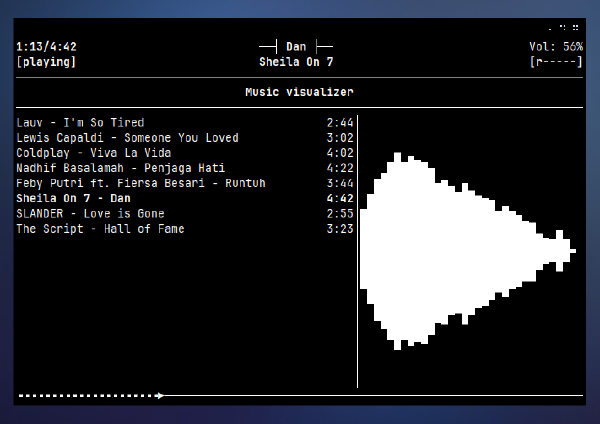 1:13/4:42 Dan Vol: 56%
[playing] Sheila On 7 [r-----]
Music visualizer
Lauv - I'm So Tired 2:44
Lewis Capaldi - Someone You Loved 3:02
Coldplay - Viva La Vida 4:02
Nadhif Basalamah - Penjaga Hati 4:22
Feby Putri ft. Fiersa Besari - Runtuh 3:44
Sheila On 7 - Dan 4:42
SLANDER - Love is Gone 2:55
The Script - Hall of Fame 3:23